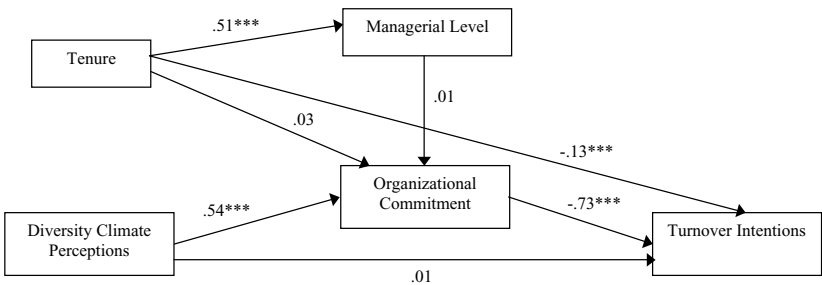 .51***
Managerial Level
Tenure
.01
.03
-.13***
Organizational
Commitment
.54***
-.73***
Diversity Climate
Perceptions
Turnover Intentions
.01